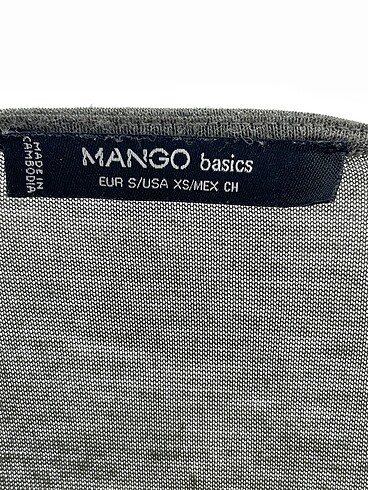 MADE IN
CAMBODIA
MANGO basics
EUR S/USA XS/MEX CH